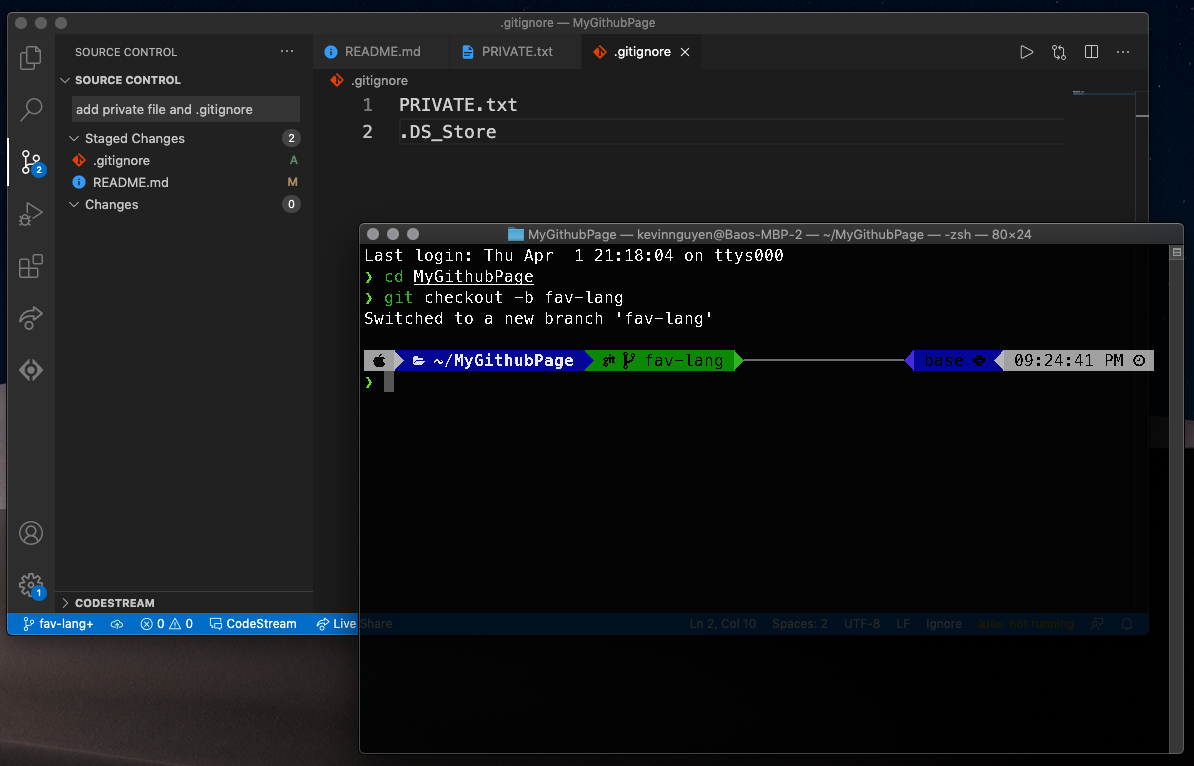 .gitignore — MyGithubPage
SOURCE CONTROL
README.md
PRIVATE.txt
.gitignore
SOURCE CONTROL
.gitignore
add private file and .gitignore
1 PRIVATE.txt
2 .DS_Store
Staged Changes 2
.gitignore A
README.md M
Changes 0
2
MyGithubPage — kevinnguyen@Baos-MBP-2 — ~/MyGithubPage — -zsh — 80×24
Last login: Thu Apr 1 21:18:04 on ttys000
❯ cd MyGithubPage
❯ git checkout -b fav-lang
Switched to a new branch 'fav-lang'
~/MyGithubPage git fav-lang base 09:24:41 PM
❯
1
CODESTREAM
fav-lang+ 0 0 CodeStream Live Share Ln 2, Col 10 Spaces: 2 UTF-8 LF Ignore kite: not running